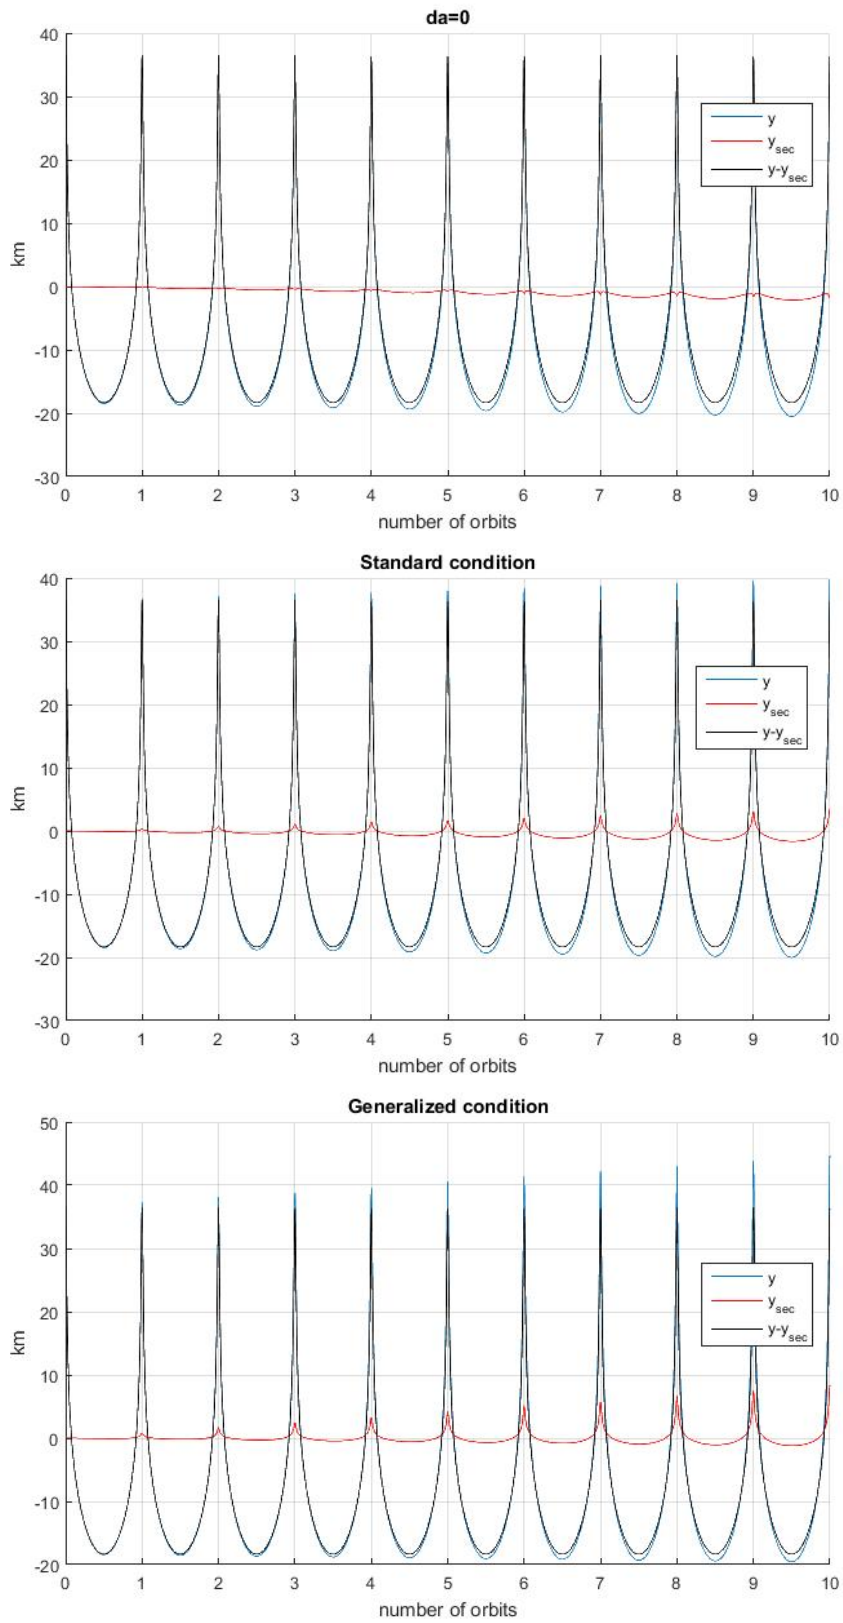 da=0
40
30
20
10
0
-10
-20
-30
km
0 1 2 3 4 5 6 7 8 9 10
number of orbits
y
y_sec
y-y_sec
Standard condition
40
30
20
10
0
-10
-20
-30
km
0 1 2 3 4 5 6 7 8 9 10
number of orbits
y
y_sec
y-y_sec
Generalized condition
50
40
30
20
10
0
-10
-20
km
0 1 2 3 4 5 6 7 8 9 10
number of orbits
y
y_sec
y-y_sec